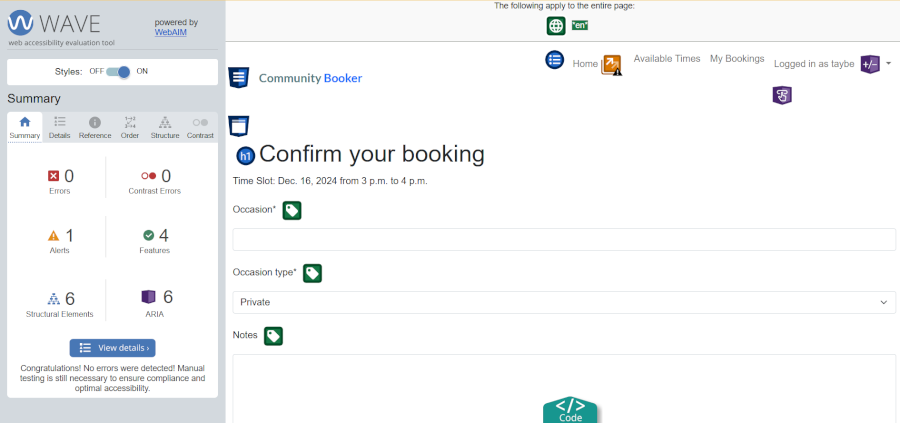 The following apply to the entire page:
"en"
WAVE
powered by
WebAIM
web accessibility evaluation tool
Styles: OFF ON
Summary
Summary Details Reference Order Structure Contrast
0
Errors
0
Contrast Errors
1
Alerts
4
Features
6
Structural Elements
6
ARIA
View details ›
Congratulations! No errors were detected! Manual
testing is still necessary to ensure compliance and
optimal accessibility.
Community Booker
Home
Available Times
My Bookings
Logged in as taybe
+/-
h1
Confirm your booking
Time Slot: Dec. 16, 2024 from 3 p.m. to 4 p.m.
Occasion*
Occasion type*
Private
Notes
</>
Code